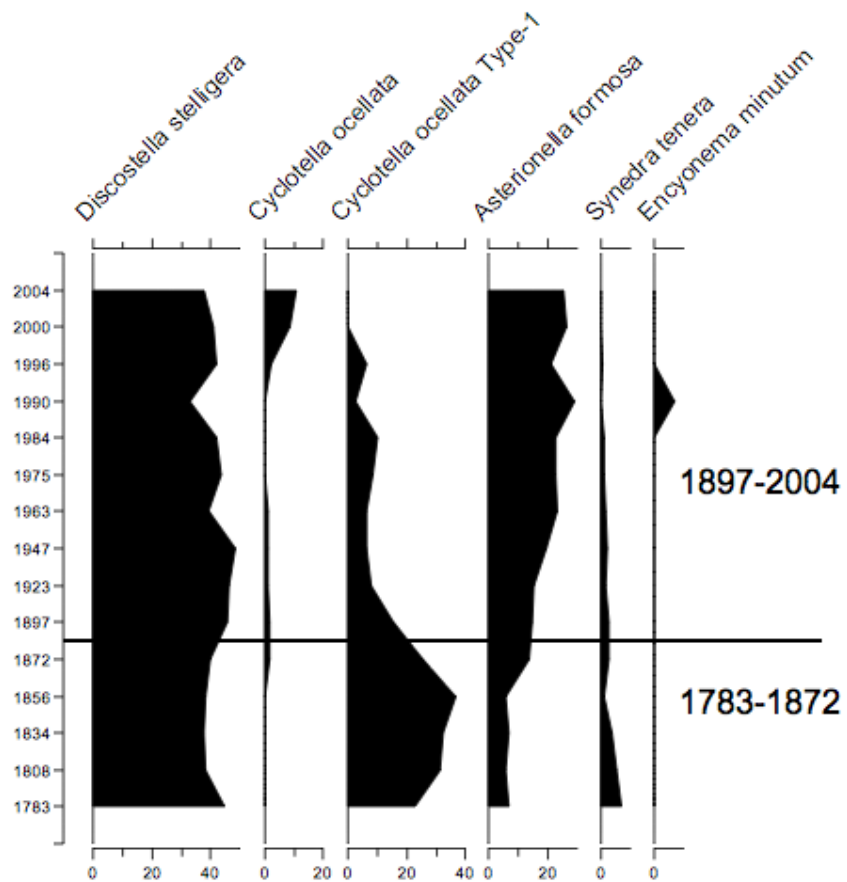 Discostella stelligera
Cyclotella ocellata
Cyclotella ocellata Type-1
Asterionella formosa
Synedra tenera
Encyonema minutum
2004
2000
1996
1990
1984
1975
1963
1947
1923
1897
1872
1856
1834
1808
1783
1897-2004
1783-1872
0 20 40 0 20 0 20 40 0 20 0 0